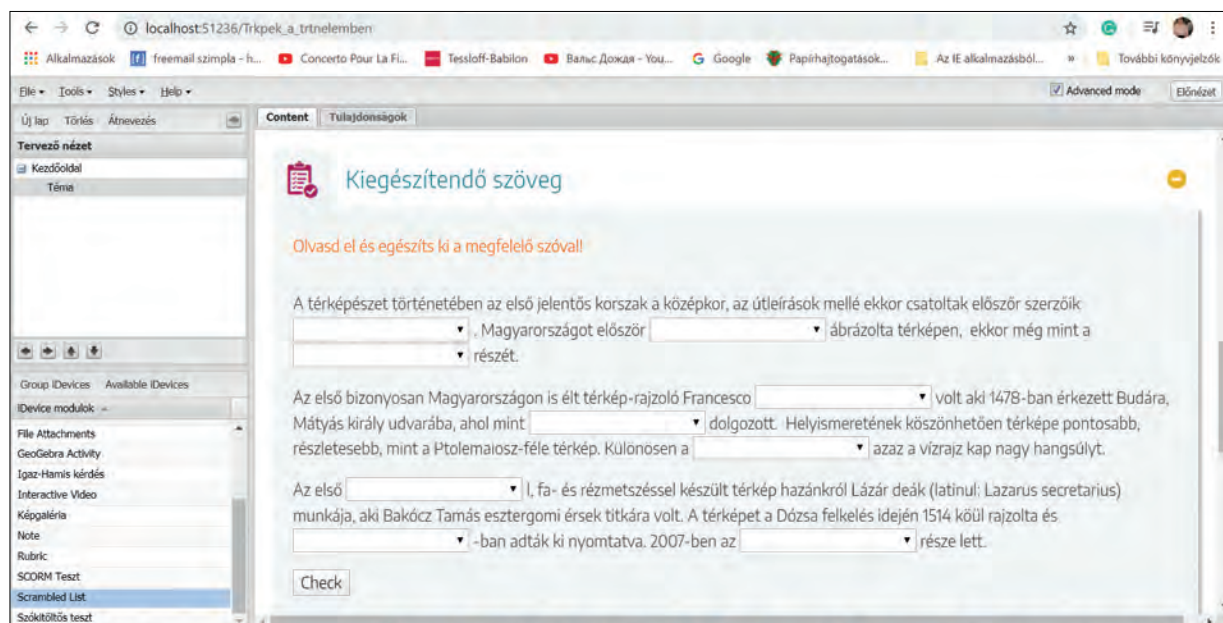 localhost:51236/Trkpek_a_trtnelemben
Alkalmazások freemail szimpla - h... Concerto Pour La Fi... Tessloff-Babilon Вальс Дождя - You... Google Papírhajtogatások... Az IE alkalmazásból... » További könyvjelzők
File Tools Styles Help Advanced mode Előnézet
Új lap Törlés Átnevezés Content Tulajdonságok
Tervező nézet
Kezdőoldal
Téma
Kiegészítendő szöveg
Olvasd el és egészíts ki a megfelelő szóval!
A térképészet történetében az első jelentős korszak a középkor, az útleírások mellé ekkor csatoltak először szerzőik
. Magyarországot először ábrázolta térképen, ekkor még mint a
részét.
Az első bizonyosan Magyarországon is élt térkép-rajzoló Francesco volt aki 1478-ban érkezett Budára,
Mátyás király udvarába, ahol mint dolgozott. Helyismeretének köszönhetően térképe pontosabb,
részletesebb, mint a Ptolemaiosz-féle térkép. Különösen a azaz a vízrajz kap nagy hangsúlyt.
Az első l, fa- és rézmetszéssel készült térkép hazánkról Lázár deák (latinul: Lazarus secretarius)
munkája, aki Bakócz Tamás esztergomi érsek titkára volt. A térképet a Dózsa felkelés idején 1514 köül rajzolta és
-ban adták ki nyomtatva. 2007-ben az része lett.
Check
Group iDevices Available iDevices
iDevice modulok
File Attachments
GeoGebra Activity
Igaz-Hamis kérdés
Interactive Video
Képgaléria
Note
Rubric
SCORM Teszt
Scrambled List
Szókitöltős teszt